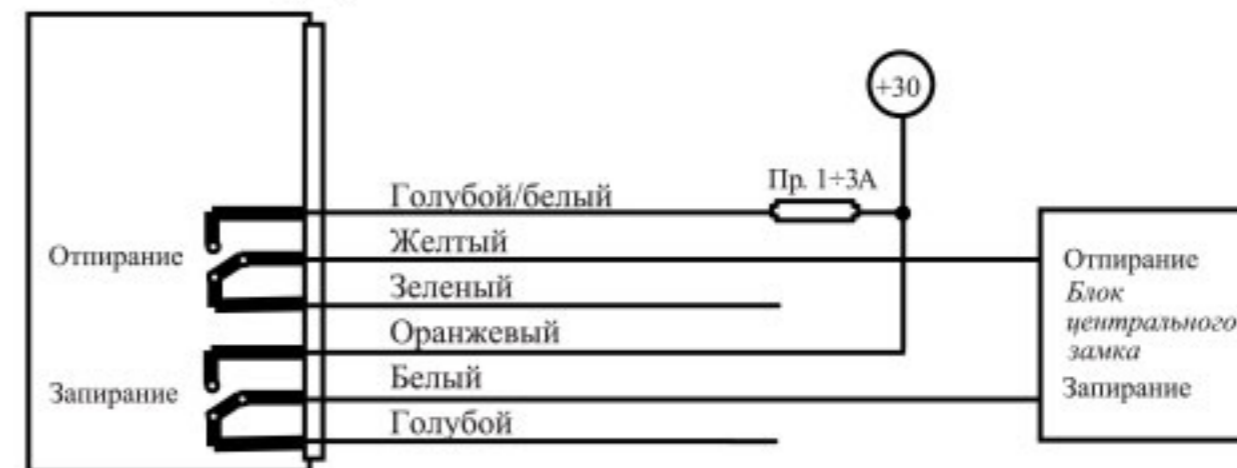 +30
Пр. 1÷3А
Голубой/белый
Желтый
Отпирание
Зеленый
Оранжевый
Белый
Запирание
Голубой
Отпирание
Блок
центрального
замка
Запирание